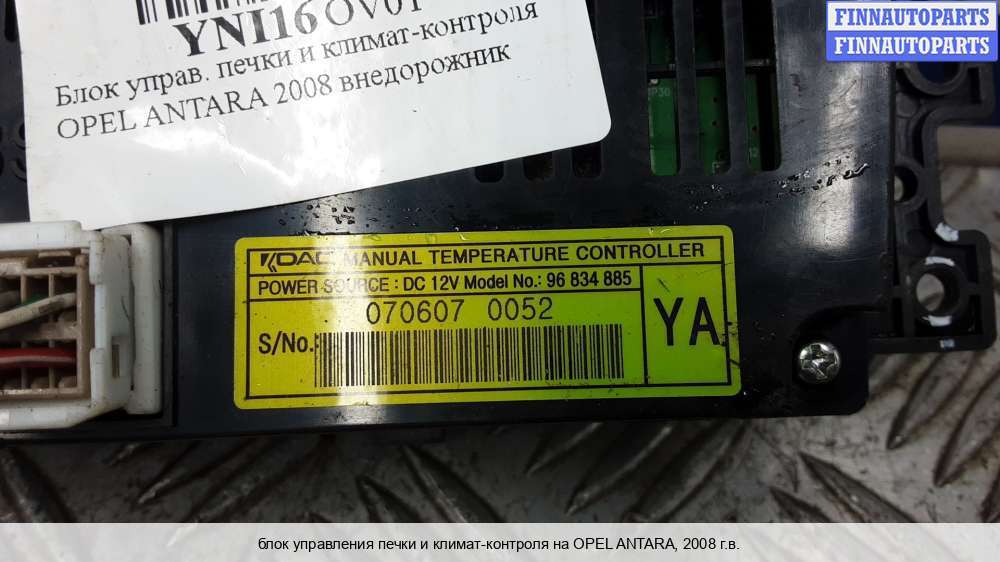 FINNAUTOPARTS
FINNAUTOPARTS
YNI16OV01
Блок управ. печки и климат-контроля
OPEL ANTARA 2008 внедорожник
KDAC MANUAL TEMPERATURE CONTROLLER
POWER SOURCE : DC 12V Model No.: 96 834 885
070607 0052
S/No.:
YA
блок управления печки и климат-контроля на OPEL ANTARA, 2008 г.в.